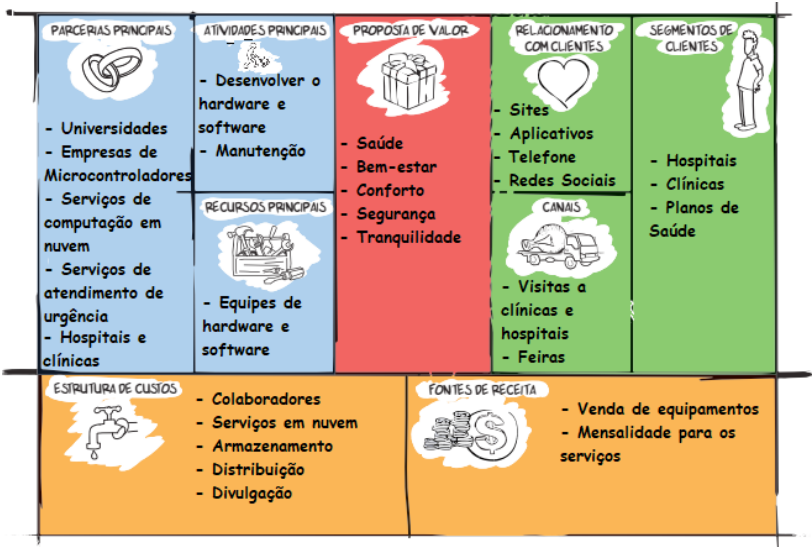 PARCERIAS PRINCIPAIS
- Universidades
- Empresas de
Microcontroladores
- Serviços de
computação em
nuvem
- Serviços de
atendimento de
urgência
- Hospitais e
clínicas
ATIVIDADES PRINCIPAIS
- Desenvolver o
hardware e
software
- Manutenção
RECURSOS PRINCIPAIS
- Equipes de
hardware e
software
PROPOSTA DE VALOR
- Saúde
- Bem-estar
- Conforto
- Segurança
- Tranquilidade
RELACIONAMENTO
COM CLIENTES
- Sites
- Aplicativos
- Telefone
- Redes Sociais
CANAIS
- Visitas a
clínicas e
hospitais
- Feiras
SEGMENTOS DE
CLIENTES
- Hospitais
- Clínicas
- Planos de
Saúde
ESTRUTURA DE CUSTOS
- Colaboradores
- Serviços em nuvem
- Armazenamento
- Distribuição
- Divulgação
FONTES DE RECEITA
- Venda de equipamentos
- Mensalidade para os
serviços